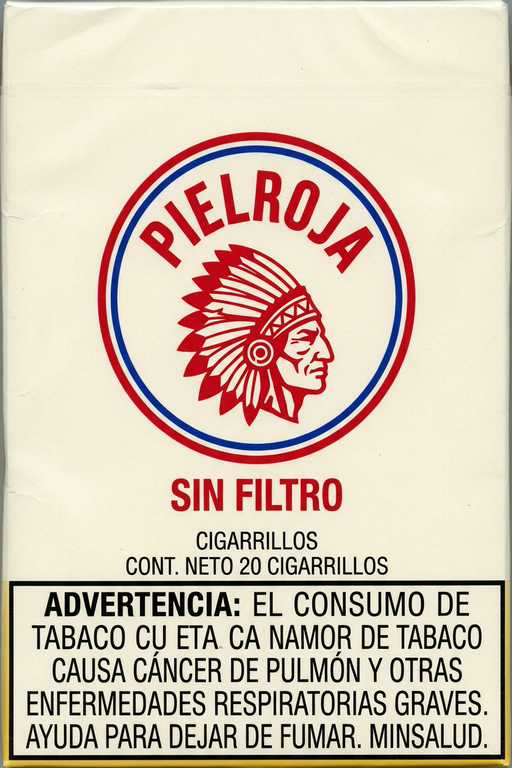 PIELROJA
SIN FILTRO
CIGARRILLOS
CONT. NETO 20 CIGARRILLOS
ADVERTENCIA: EL CONSUMO DE
TABACO CU ETA CA NAMOR DE TABACO
CAUSA CÁNCER DE PULMÓN Y OTRAS
ENFERMEDADES RESPIRATORIAS GRAVES.
AYUDA PARA DEJAR DE FUMAR. MINSALUD.